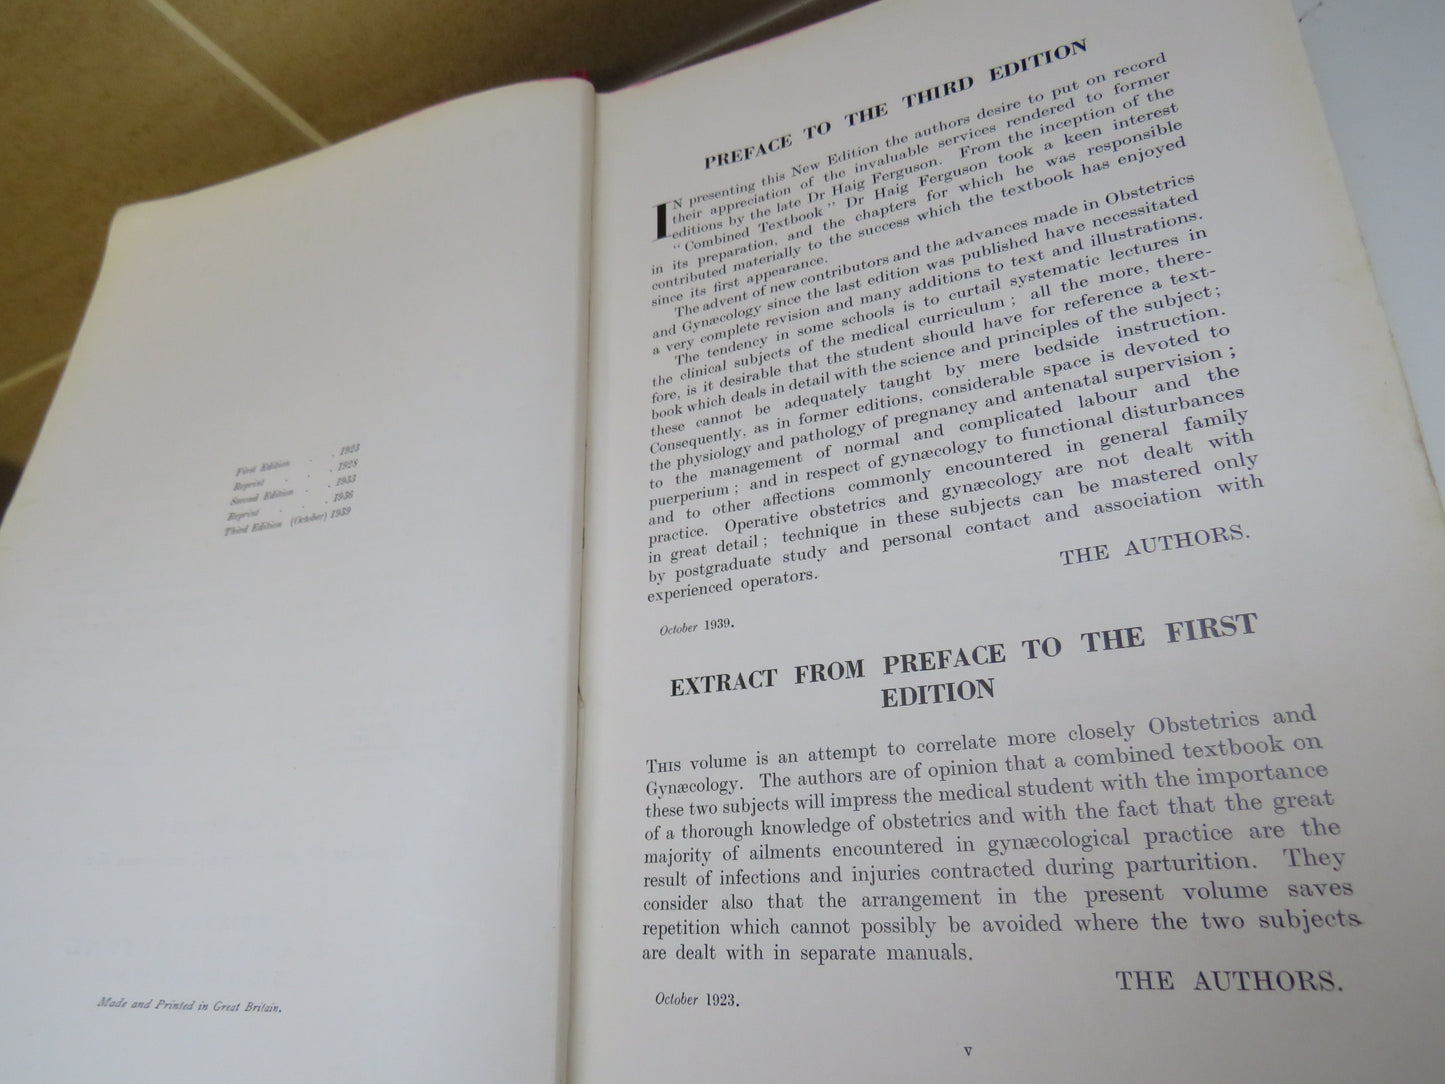 First Edition . . 1923
Reprint . . 1928
Second Edition . . 1933
Reprint . . 1936
Third Edition (October) 1939
Made and Printed in Great Britain.
PREFACE TO THE THIRD EDITION
IN presenting this New Edition the authors desire to put on record
their appreciation of the invaluable services rendered to former
editions by the late Dr Haig Ferguson. From the inception of the
"Combined Textbook" Dr Haig Ferguson took a keen interest
in its preparation, and the chapters for which he was responsible
contributed materially to the success which the textbook has enjoyed
since its first appearance.
The advent of new contributors and the advances made in Obstetrics
and Gynæcology since the last edition was published have necessitated
a very complete revision and many additions to text and illustrations.
The tendency in some schools is to curtail systematic lectures in
the clinical subjects of the medical curriculum; all the more, there-
fore, is it desirable that the student should have for reference a text-
book which deals in detail with the science and principles of the subject;
these cannot be adequately taught by mere bedside instruction.
Consequently, as in former editions, considerable space is devoted to
the physiology and pathology of pregnancy and antenatal supervision;
to the management of normal and complicated labour and the
puerperium; and in respect of gynæcology to functional disturbances
and to other affections commonly encountered in general family
practice. Operative obstetrics and gynæcology are not dealt with
in great detail; technique in these subjects can be mastered only
by postgraduate study and personal contact and association with
experienced operators.
THE AUTHORS.
October 1939.
EXTRACT FROM PREFACE TO THE FIRST
EDITION
THIS volume is an attempt to correlate more closely Obstetrics and
Gynæcology. The authors are of opinion that a combined textbook on
these two subjects will impress the medical student with the importance
of a thorough knowledge of obstetrics and with the fact that the great
majority of ailments encountered in gynæcological practice are the
result of infections and injuries contracted during parturition. They
consider also that the arrangement in the present volume saves
repetition which cannot possibly be avoided where the two subjects
are dealt with in separate manuals.
THE AUTHORS.
October 1923.
v